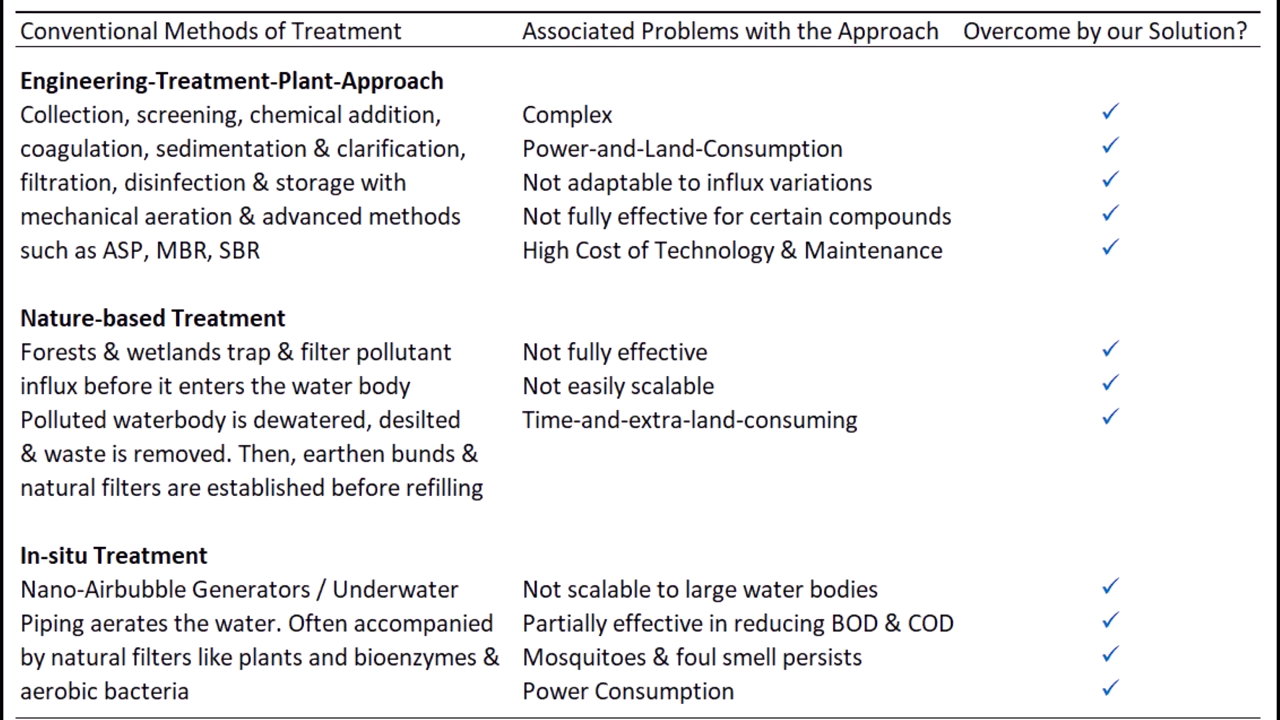 Conventional Methods of Treatment Associated Problems with the Approach Overcome by our Solution?
Engineering-Treatment-Plant-Approach
Collection, screening, chemical addition, Complex ✓
coagulation, sedimentation & clarification, Power-and-Land-Consumption ✓
filtration, disinfection & storage with Not adaptable to influx variations ✓
mechanical aeration & advanced methods Not fully effective for certain compounds ✓
such as ASP, MBR, SBR High Cost of Technology & Maintenance ✓
Nature-based Treatment
Forests & wetlands trap & filter pollutant Not fully effective ✓
influx before it enters the water body Not easily scalable ✓
Polluted waterbody is dewatered, desilted Time-and-extra-land-consuming ✓
& waste is removed. Then, earthen bunds &
natural filters are established before refilling
In-situ Treatment
Nano-Airbubble Generators / Underwater Not scalable to large water bodies ✓
Piping aerates the water. Often accompanied Partially effective in reducing BOD & COD ✓
by natural filters like plants and bioenzymes & Mosquitoes & foul smell persists ✓
aerobic bacteria Power Consumption ✓